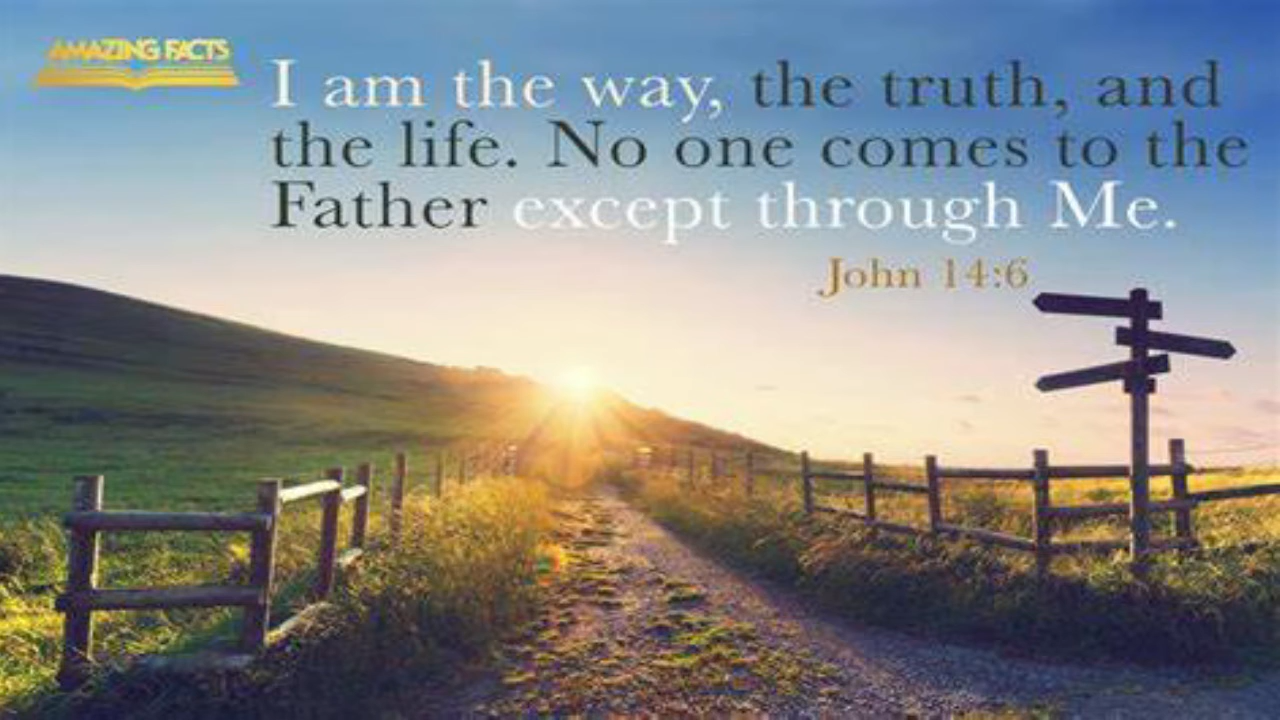 AMAZING FACTS
I am the way, the truth, and
the life. No one comes to the
Father except through Me.
John 14:6